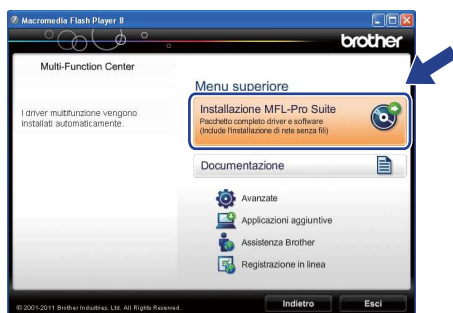 Macromedia Flash Player 8
brother
Multi-Function Center
I driver multifunzione vengono
installati automaticamente.
Menu superiore
Installazione MFL-Pro Suite
Pacchetto completo driver e software
(Include l'installazione di rete senza fili)
Documentazione
Avanzate
Applicazioni aggiuntive
Assistenza Brother
Registrazione in linea
© 2001-2011 Brother Industries, Ltd. All Rights Reserved.
Indietro
Esci